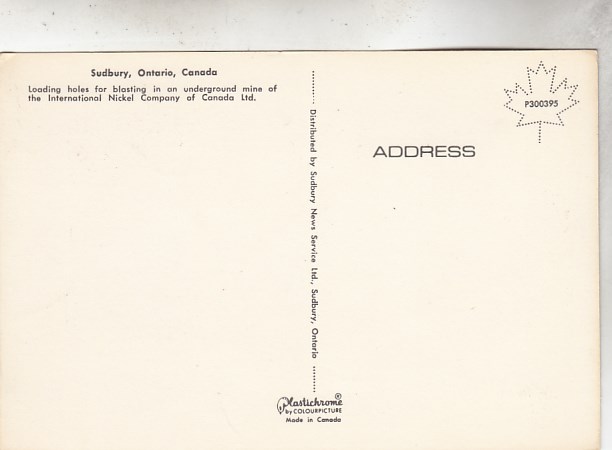 Sudbury, Ontario, Canada
Loading holes for blasting in an underground mine of
the International Nickel Company of Canada Ltd.
Distributed by Sudbury News Service Ltd., Sudbury, Ontario
P300395
ADDRESS
Plastichrome®
by COLOURPICTURE
Made in Canada